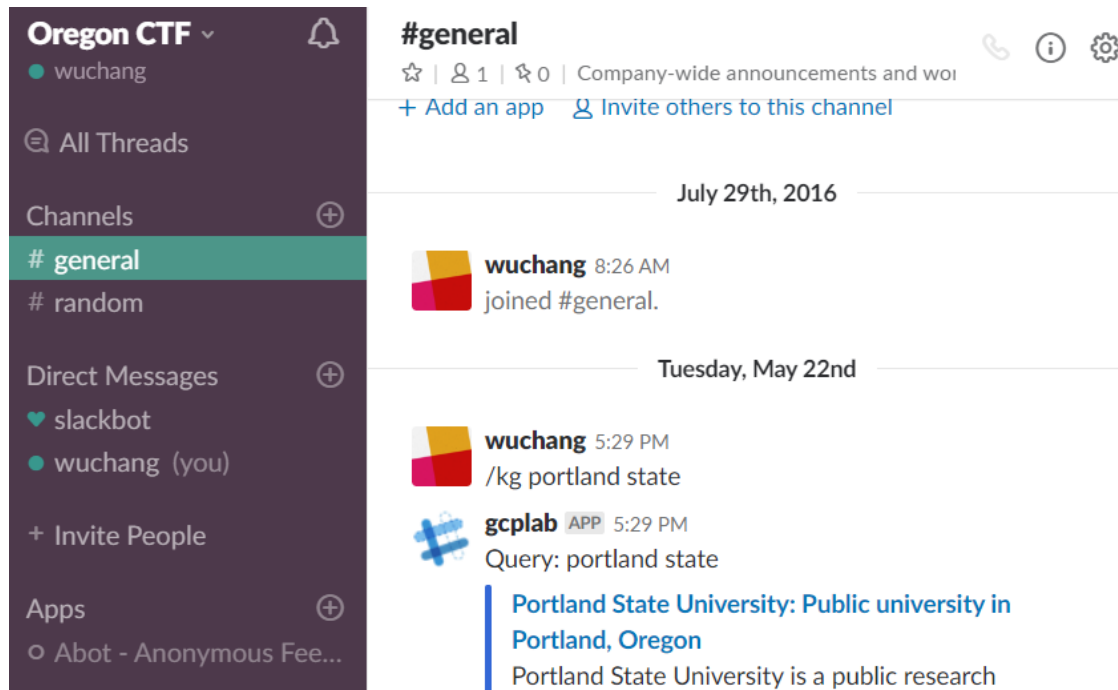 Oregon CTF
wuchang
All Threads
Channels
# general
# random
Direct Messages
slackbot
wuchang (you)
+ Invite People
Apps
Abot - Anonymous Fee...
#general
1 | 0 | Company-wide announcements and wor
+ Add an app Invite others to this channel
July 29th, 2016
wuchang 8:26 AM
joined #general.
Tuesday, May 22nd
wuchang 5:29 PM
/kg portland state
gcplab APP 5:29 PM
Query: portland state
Portland State University: Public university in
Portland, Oregon
Portland State University is a public research